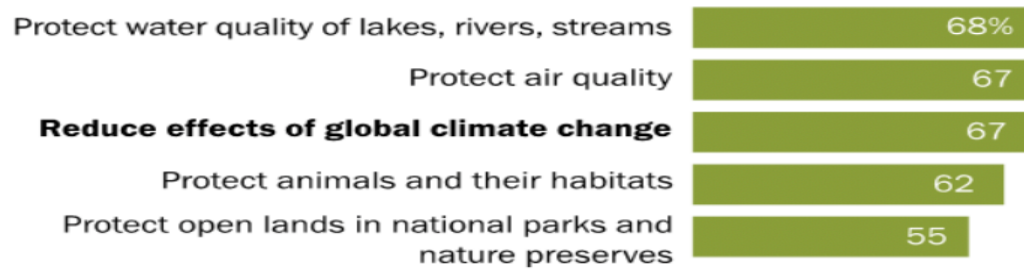 Protect water quality of lakes, rivers, streams 68%
Protect air quality 67
Reduce effects of global climate change 67
Protect animals and their habitats 62
Protect open lands in national parks and
nature preserves 55